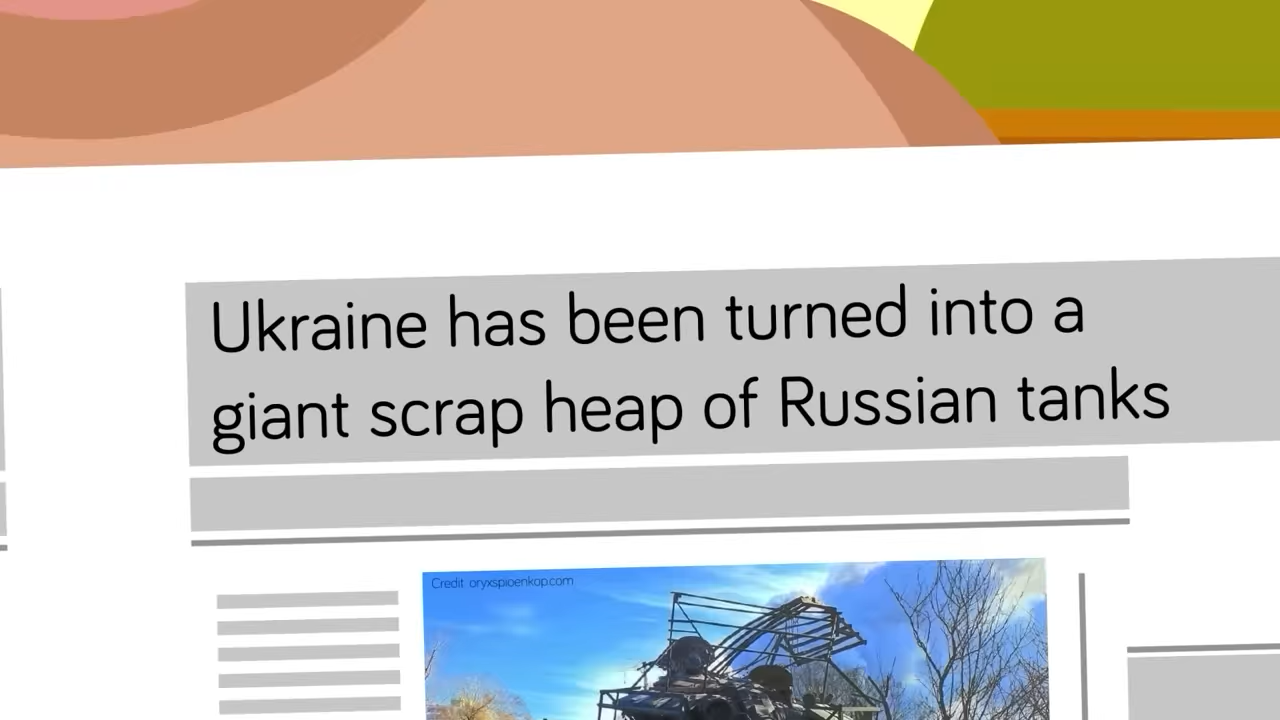 Ukraine has been turned into a
giant scrap heap of Russian tanks
Credit oryxspioenkop.com